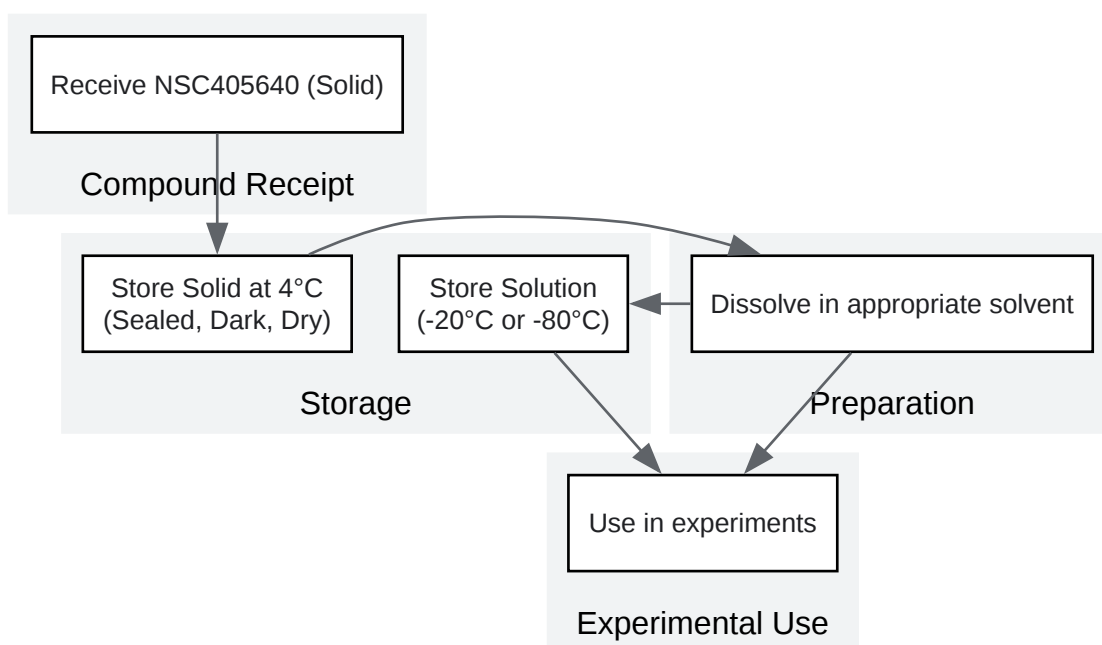 Receive NSC405640 (Solid)
Compound Receipt
Store Solid at 4°C
(Sealed, Dark, Dry)
Store Solution
(-20°C or -80°C)
Dissolve in appropriate solvent
Storage
Preparation
Use in experiments
Experimental Use